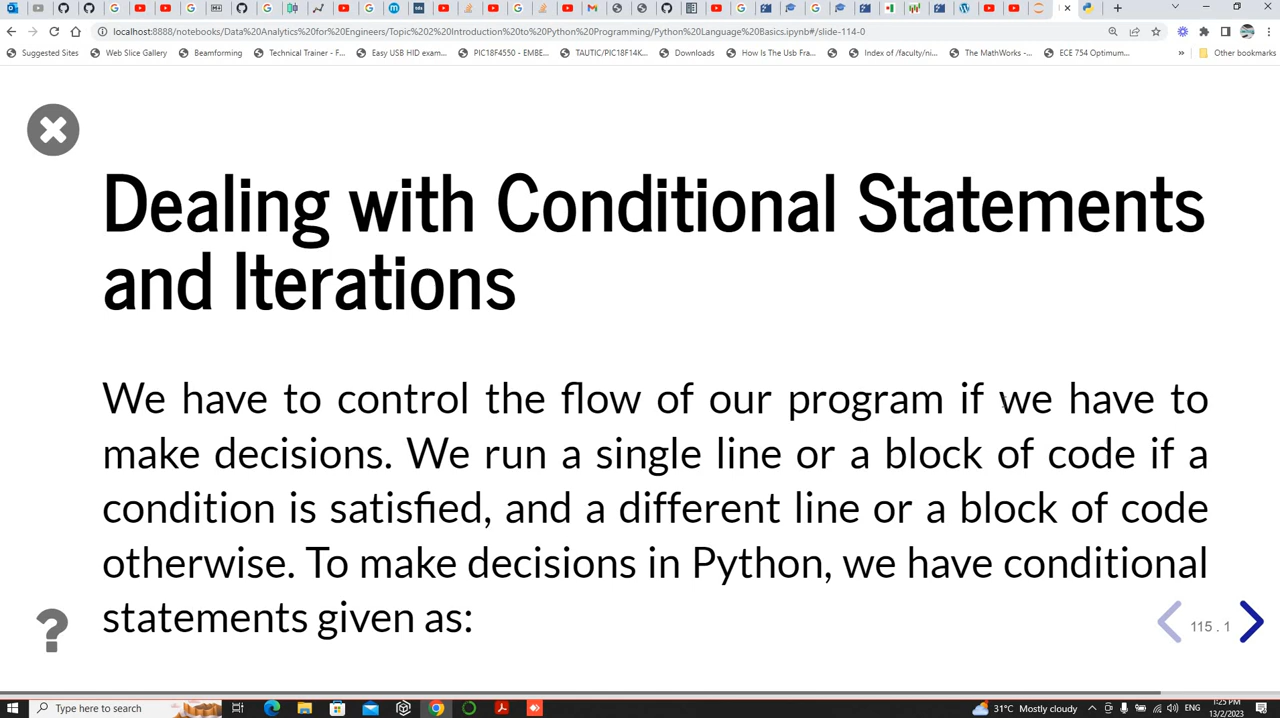 localhost:8888/notebooks/Data%20Analytics%20for%20Engineers/Topic%202%20Introduction%20to%20Python%20Programming/Python%20Language%20Basics.ipynb#/slide-114-0
Suggested Sites
Web Slice Gallery
Beamforming
Technical Trainer - F...
Easy USB HID exam...
PIC18F4550 - EMBE...
TAUTIC/PIC18F14K...
Downloads
How Is The Usb Fra...
Index of /faculty/ni...
The MathWorks -...
ECE 754 Optimum...
»
Other bookmarks
Dealing with Conditional Statements
and Iterations
We have to control the flow of our program if we have to
make decisions. We run a single line or a block of code if a
condition is satisfied, and a different line or a block of code
otherwise. To make decisions in Python, we have conditional
statements given as:
?
115 . 1
Type here to search
31°C Mostly cloudy
ENG
1:25 PM
13/2/2023